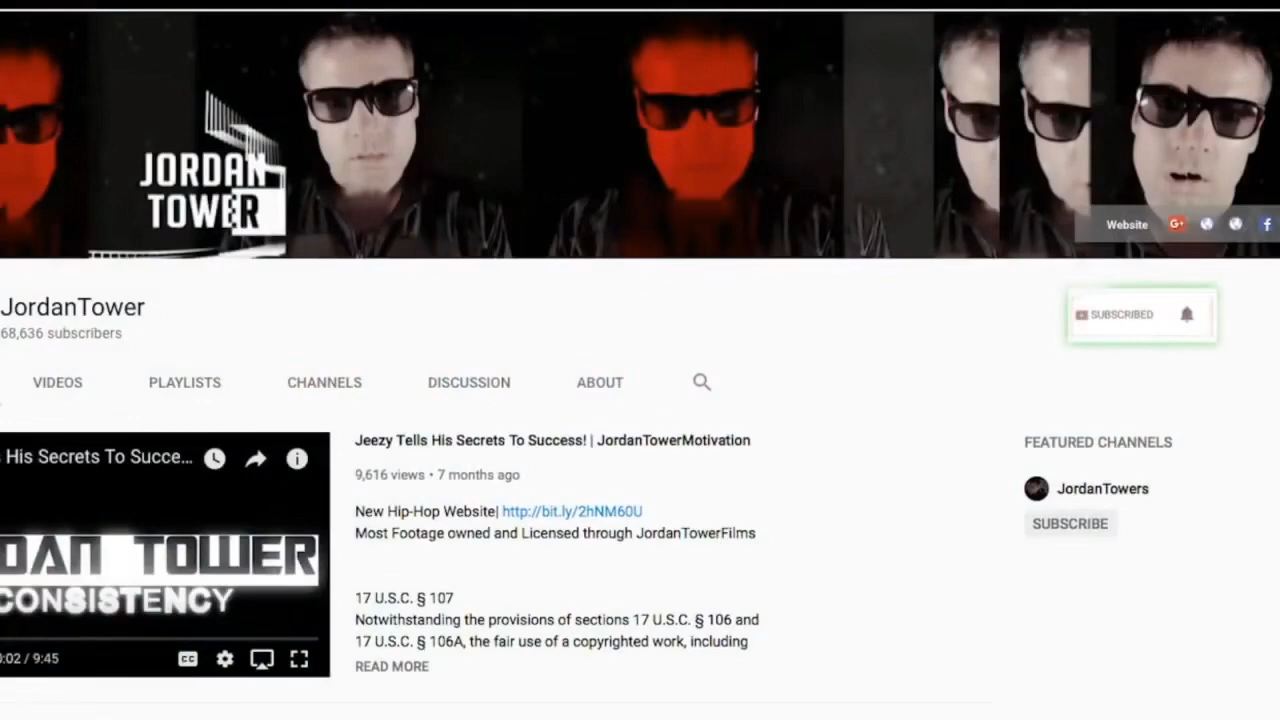 JORDAN
TOWER
Website
JordanTower
68,636 subscribers
SUBSCRIBED
VIDEOS
PLAYLISTS
CHANNELS
DISCUSSION
ABOUT
His Secrets To Succe...
DAN TOWER
CONSISTENCY
0:02 / 9:45
CC
Jeezy Tells His Secrets To Success! | JordanTowerMotivation
9,616 views • 7 months ago
New Hip-Hop Website| http://bit.ly/2hNM60U
Most Footage owned and Licensed through JordanTowerFilms
17 U.S.C. § 107
Notwithstanding the provisions of sections 17 U.S.C. § 106 and
17 U.S.C. § 106A, the fair use of a copyrighted work, including
READ MORE
FEATURED CHANNELS
JordanTowers
SUBSCRIBE